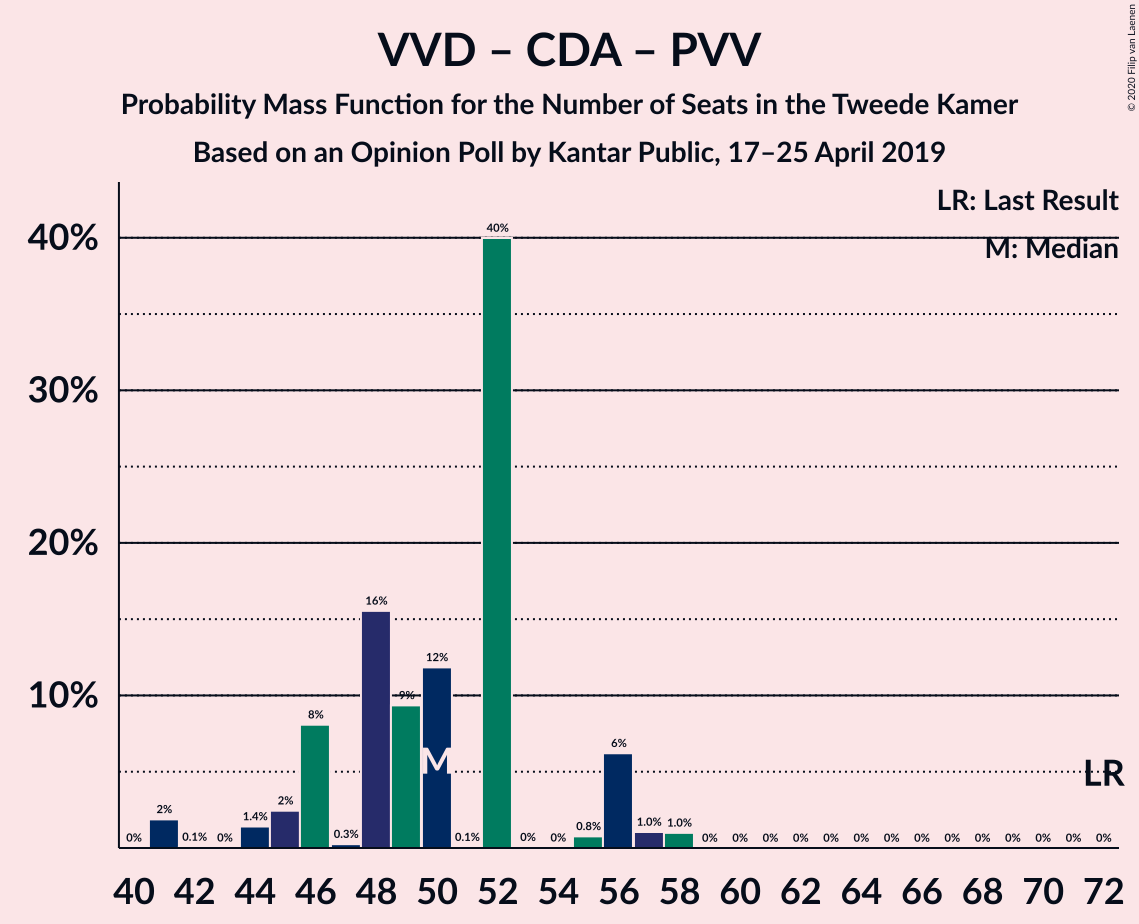 © 2020 Filip van Laenen
VVD – CDA – PVV
Probability Mass Function for the Number of Seats in the Tweede Kamer
Based on an Opinion Poll by Kantar Public, 17–25 April 2019
LR: Last Result
M: Median
40%
30%
20%
10%
0% 2% 0.1% 0% 1.4% 2% 8% 0.3% 16% 9% 12% 0.1% 40% 0% 0% 0.8% 6% 1.0% 1.0% 0% 0% 0% 0% 0% 0% 0% 0% 0% 0% 0% 0% 0% 0%
M
LR
40 42 44 46 48 50 52 54 56 58 60 62 64 66 68 70 72